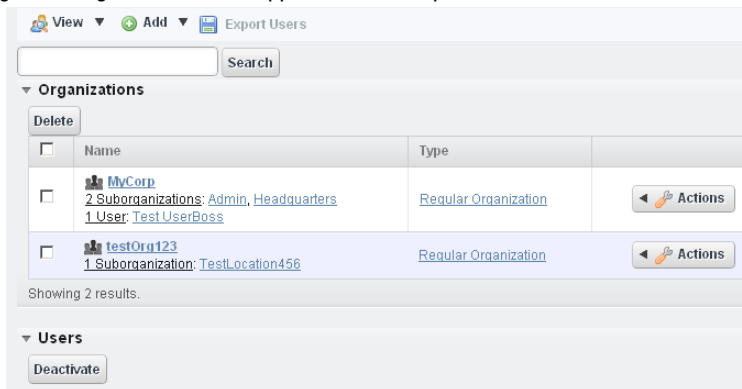 View ▼ Add ▼ Export Users
Search
Organizations
Delete
Name Type
MyCorp
2 Suborganizations: Admin, Headquarters
1 User: Test UserBoss
Regular Organization
Actions
testOrg123
1 Suborganization: TestLocation456
Regular Organization
Actions
Showing 2 results.
Users
Deactivate